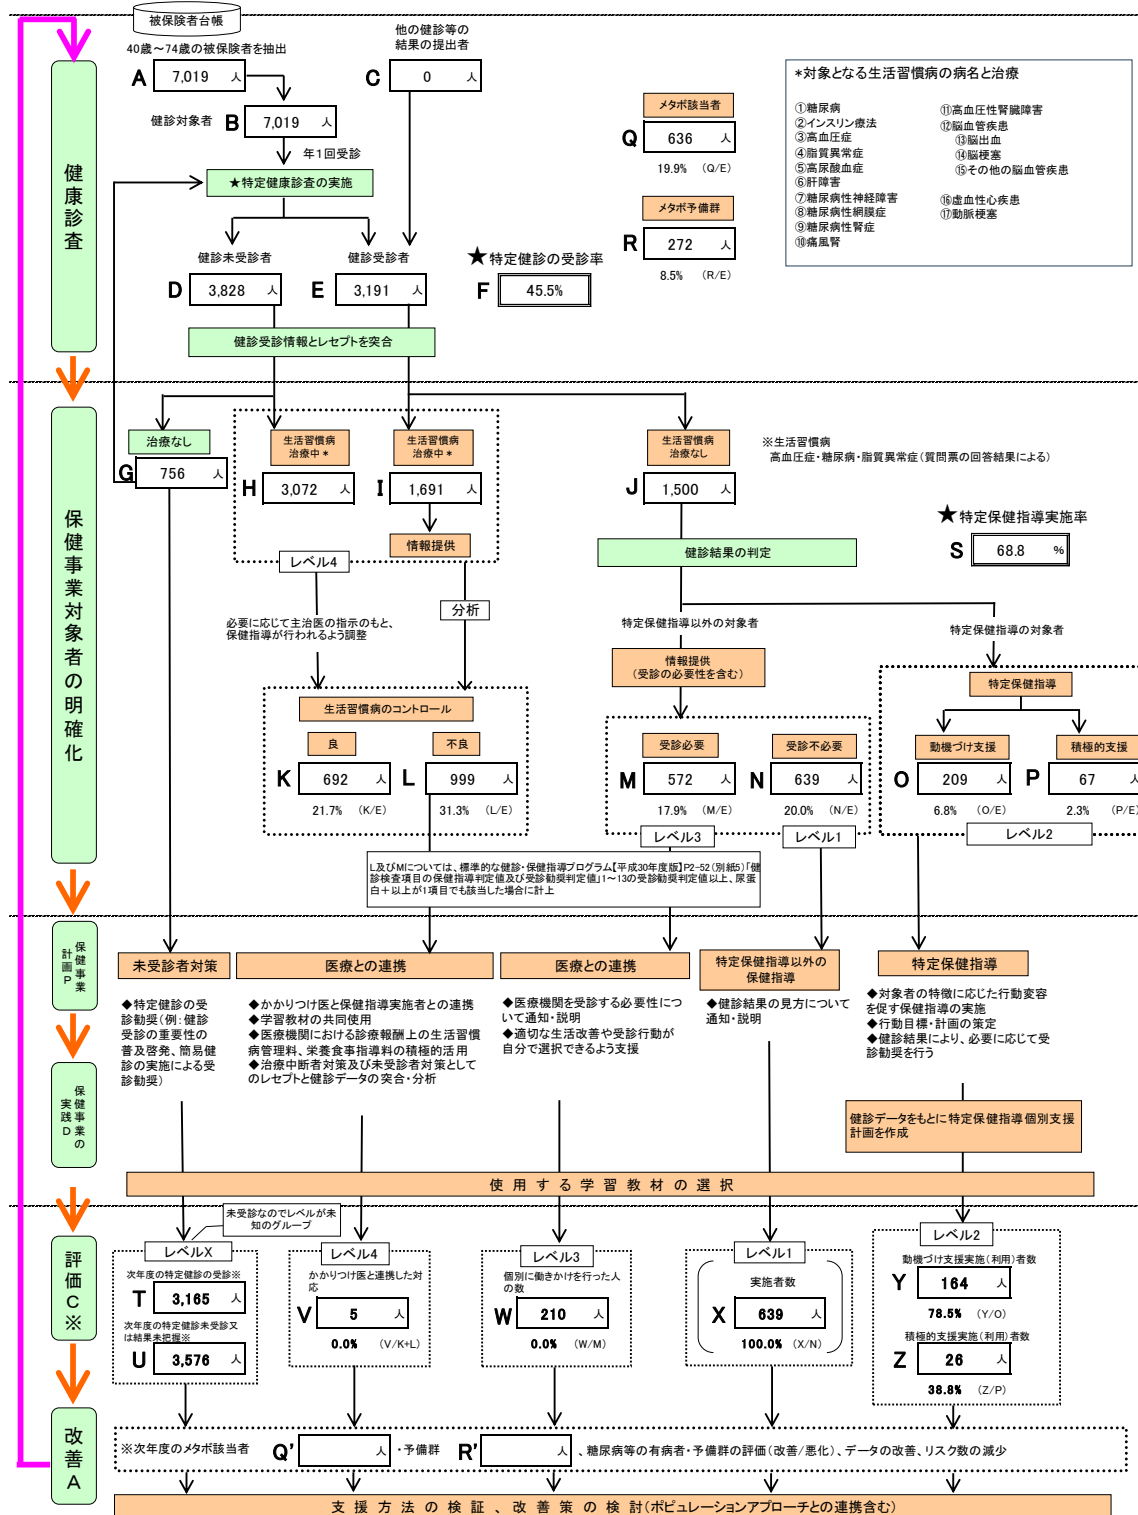 被保険者台帳
40歳～74歳の被保険者を抽出
A 7,019 人
他の健診等の
結果の提出者
C 0 人
健診対象者 B 7,019 人
年1回受診
★特定健康診査の実施
健診未受診者
D 3,828 人
健診受診者
E 3,191 人
★特定健診の受診率
F 45.5%
健診受診情報とレセプトを突合
メタボ該当者
Q 636 人
19.9% (Q/E)
メタボ予備群
R 272 人
8.5% (R/E)
*対象となる生活習慣病の病名と治療
①糖尿病
②インスリン療法
③高血圧症
④脂質異常症
⑤高尿酸血症
⑥肝障害
⑦糖尿病性神経障害
⑧糖尿病性網膜症
⑨糖尿病性腎症
⑩痛風腎
⑪高血圧性腎臓障害
⑫脳血管疾患
⑬脳出血
⑭脳梗塞
⑮その他の脳血管疾患
⑯虚血性心疾患
⑰動脈梗塞
健康診査
保健事業対象者の明確化
治療なし
G 756 人
生活習慣病
治療中*
H 3,072 人
生活習慣病
治療中*
I 1,691 人
情報提供
レベル4
生活習慣病
治療なし
J 1,500 人
※生活習慣病
高血圧症・糖尿病・脂質異常症(質問票の回答結果による)
★特定保健指導実施率
S 68.8 %
健診結果の判定
分析
必要に応じて主治医の指示のもと、
保健指導が行われるよう調整
特定保健指導以外の対象者
特定保健指導の対象者
情報提供
(受診の必要性を含む)
生活習慣病のコントロール
良
K 692 人
21.7% (K/E)
不良
L 999 人
31.3% (L/E)
受診必要
M 572 人
17.9% (M/E)
レベル3
受診不必要
N 639 人
20.0% (N/E)
レベル1
特定保健指導
動機づけ支援
O 209 人
6.8% (O/E)
積極的支援
P 67 人
2.3% (P/E)
レベル2
L及びMについては、標準的な健診・保健指導プログラム【平成30年度版】P2-52(別紙5)「健
診検査項目の保健指導判定値及び受診勧奨判定値」1～13の受診勧奨判定値以上、尿蛋
白＋以上が1項目でも該当した場合に計上
保健事業
計画P
未受診者対策
◆特定健診の受
診勧奨(例:健診
受診の重要性の
普及啓発、簡易健
診の実施による受
診勧奨)
医療との連携
◆かかりつけ医と保健指導実施者との連携
◆学習教材の共同使用
◆医療機関における診療報酬上の生活習慣
病管理料、栄養食事指導料の積極的活用
◆治療中断者対策及び未受診者対策として
のレセプトと健診データの突合・分析
医療との連携
◆医療機関を受診する必要性につ
いて通知・説明
◆適切な生活改善や受診行動が
自分で選択できるよう支援
特定保健指導以外の
保健指導
◆健診結果の見方について
通知・説明
特定保健指導
◆対象者の特徴に応じた行動変容
を促す保健指導の実施
◆行動目標・計画の策定
◆健診結果により、必要に応じて受
診勧奨を行う
保健事業の
実践D
健診データをもとに特定保健指導個別支援
計画を作成
使用する学習教材の選択
評価C※
未受診なのでレベルが未
知のグループ
レベルX
次年度の特定健診の受診※
T 3,165 人
次年度の特定健診未受診又
は結果未把握※
U 3,576 人
レベル4
かかりつけ医と連携した対
応
V 5 人
0.0% (V/K+L)
レベル3
個別に働きかけを行った人
の数
W 210 人
0.0% (W/M)
レベル1
実施者数
X 639 人
100.0% (X/N)
レベル2
動機づけ支援実施(利用)者数
Y 164 人
78.5% (Y/O)
積極的支援実施(利用)者数
Z 26 人
38.8% (Z/P)
改善A
※次年度のメタボ該当者 Q' 人 ・予備群 R' 人 、糖尿病等の有病者・予備群の評価(改善/悪化)、データの改善、リスク数の減少
支援方法の検証、改善策の検討(ポピュレーションアプローチとの連携含む)